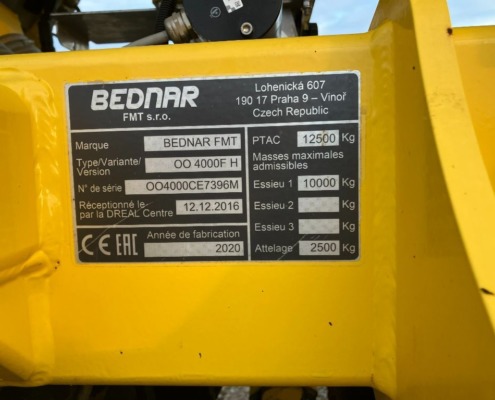 BEDNAR
FMT s.r.o.
Lohenická 607
190 17 Praha 9 – Vinoř
Czech Republic
Marque BEDNAR FMT
Type/Variante/
Version OO 4000F H
N° de série OO4000CE7396M
Réceptionné le
par la DREAL Centre 12.12.2016
CE EAC Année de fabrication
2020
PTAC 12500 Kg
Masses maximales
admissibles
Essieu 1 10000 Kg
Essieu 2 Kg
Essieu 3 Kg
Attelage 2500 Kg